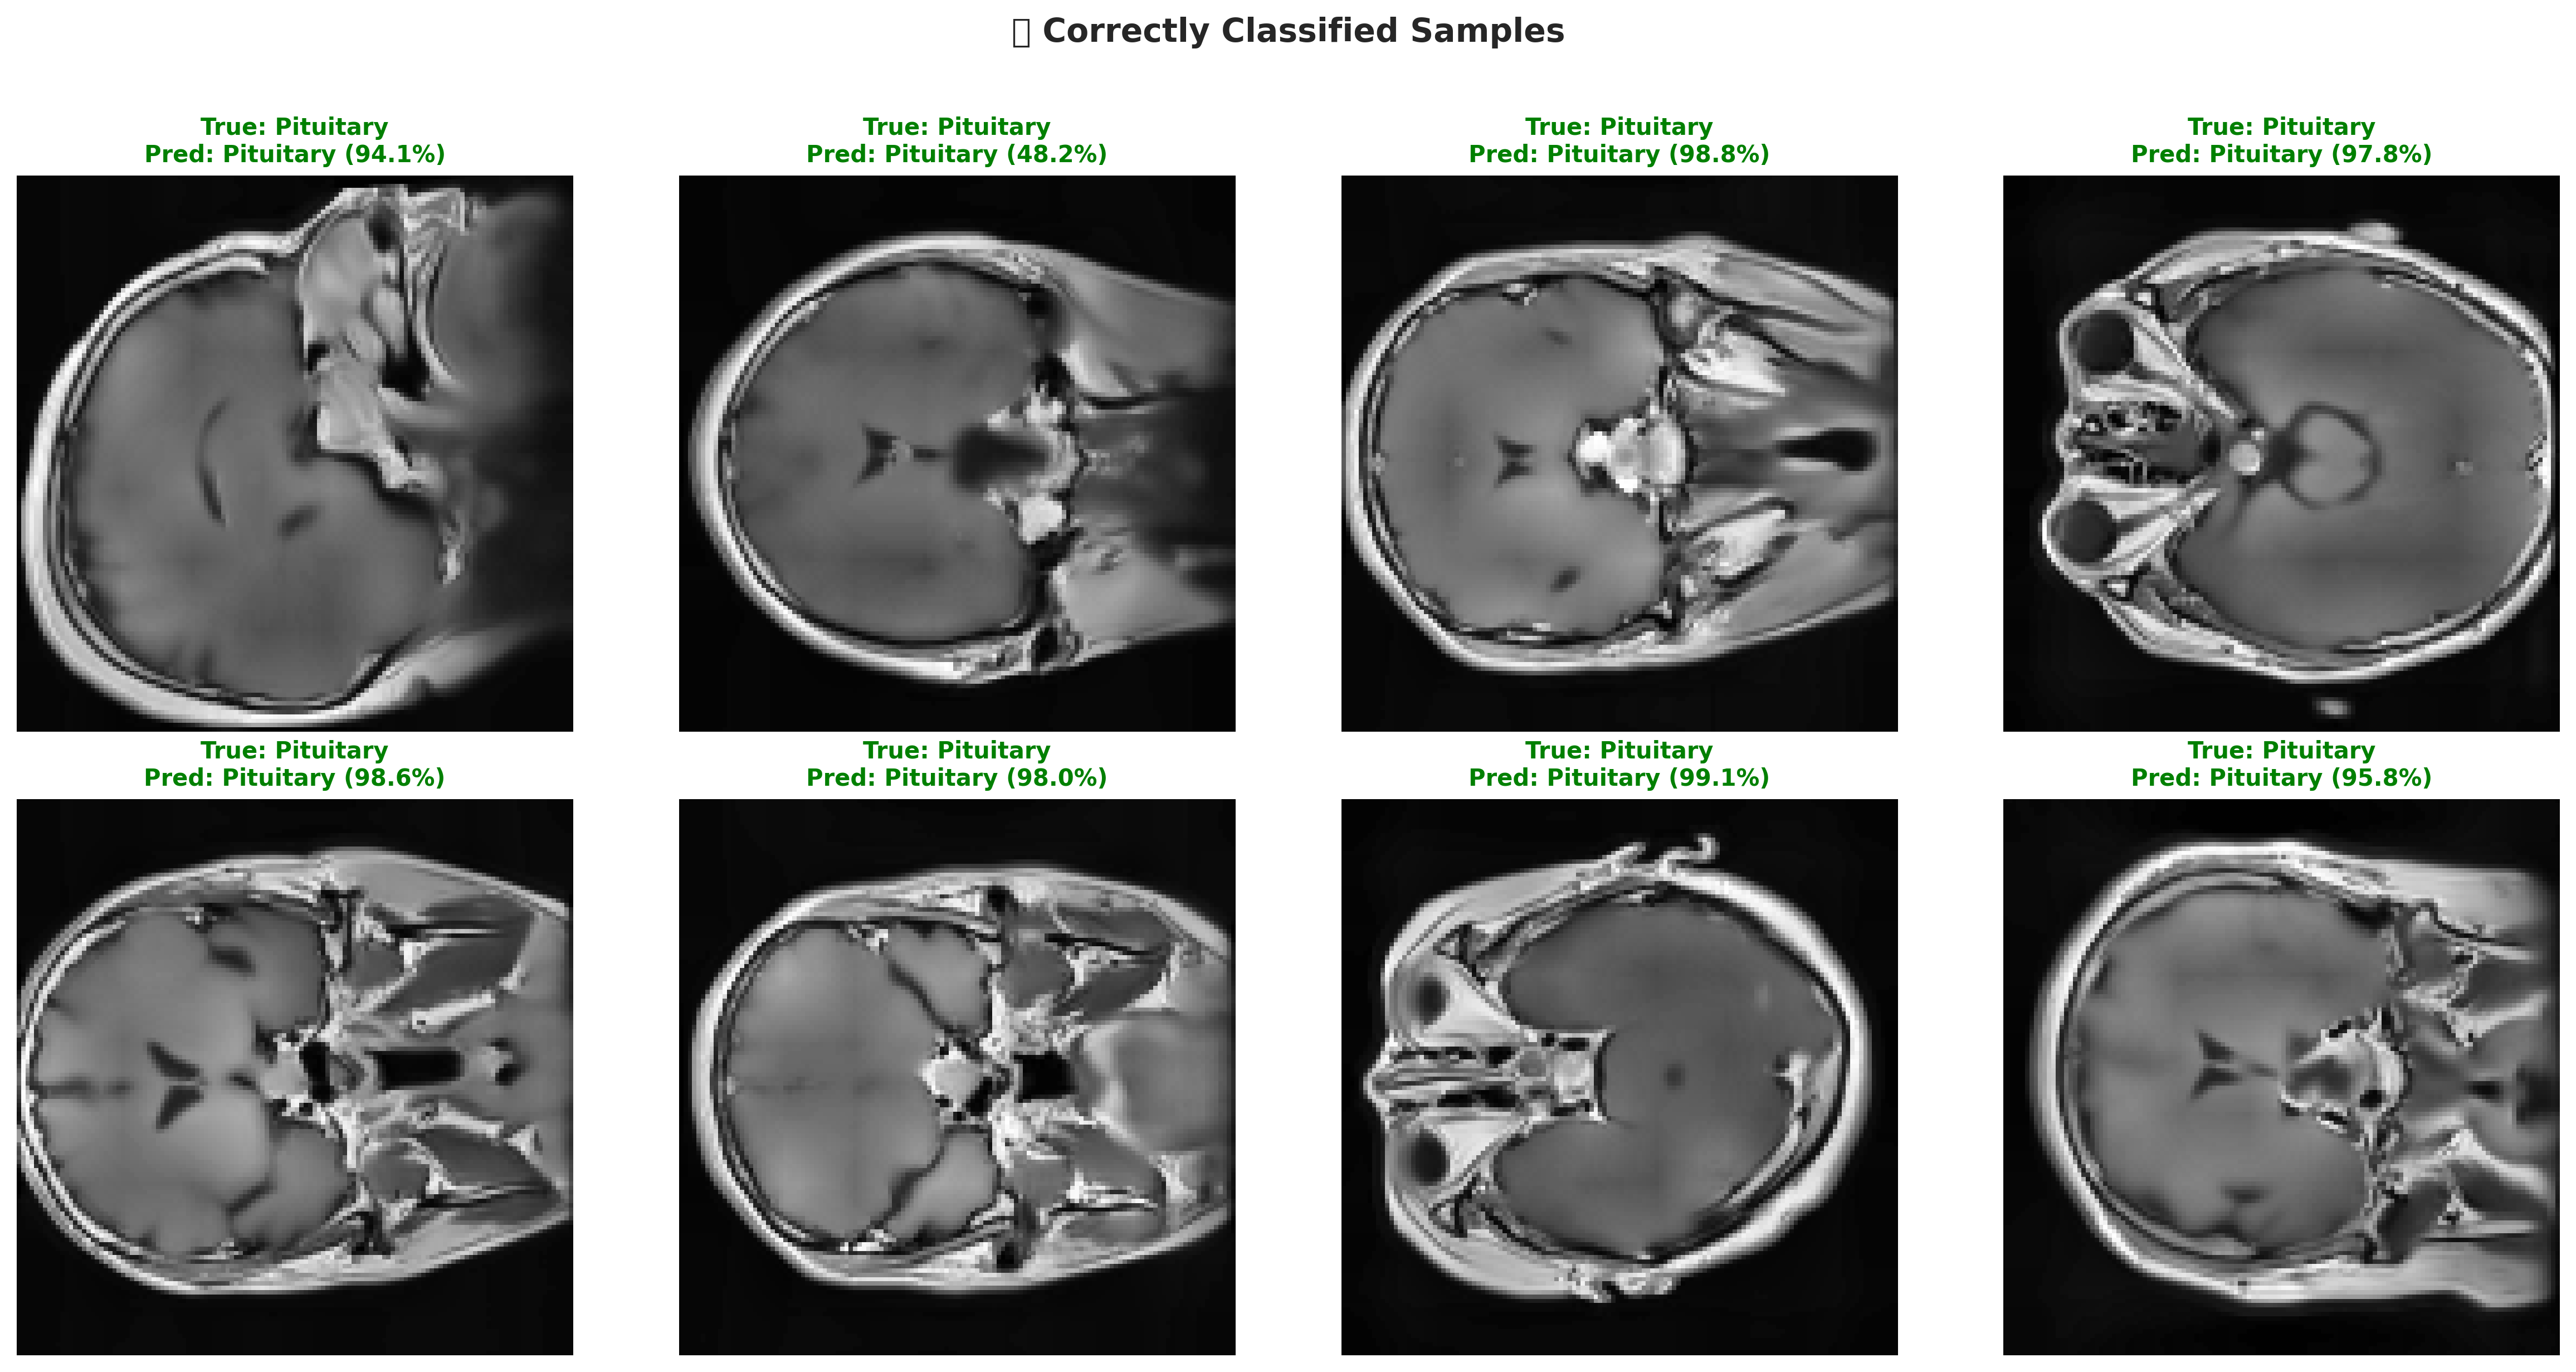 Correctly Classified Samples
True: Pituitary
Pred: Pituitary (94.1%)
True: Pituitary
Pred: Pituitary (48.2%)
True: Pituitary
Pred: Pituitary (98.8%)
True: Pituitary
Pred: Pituitary (97.8%)
True: Pituitary
Pred: Pituitary (98.6%)
True: Pituitary
Pred: Pituitary (98.0%)
True: Pituitary
Pred: Pituitary (99.1%)
True: Pituitary
Pred: Pituitary (95.8%)